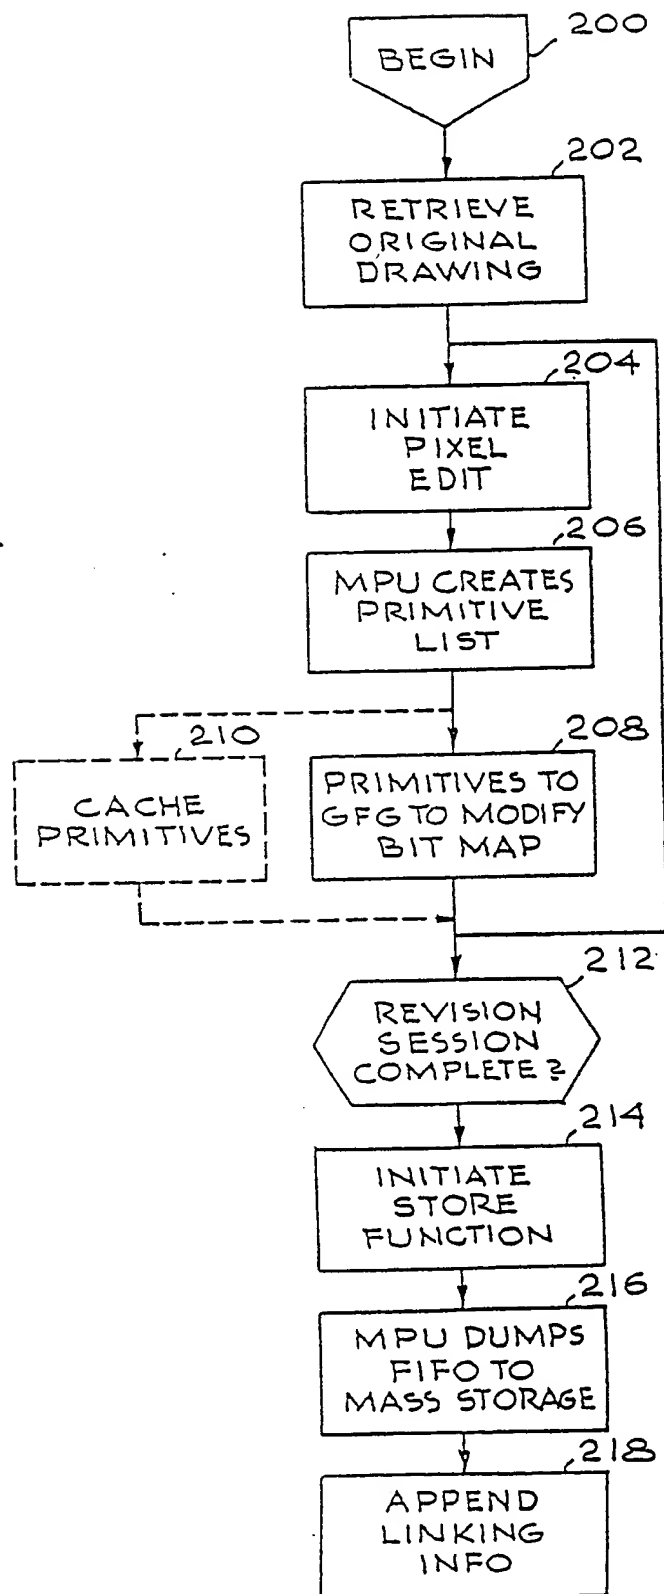 200
BEGIN
202
RETRIEVE
ORIGINAL
DRAWING
204
INITIATE
PIXEL
EDIT
206
MPU CREATES
PRIMITIVE
LIST
210
CACHE
PRIMITIVES
208
PRIMITIVES TO
GFG TO MODIFY
BIT MAP
212
REVISION
SESSION
COMPLETE?
214
INITIATE
STORE
FUNCTION
216
MPU DUMPS
FIFO TO
MASS STORAGE
218
APPEND
LINKING
INFO